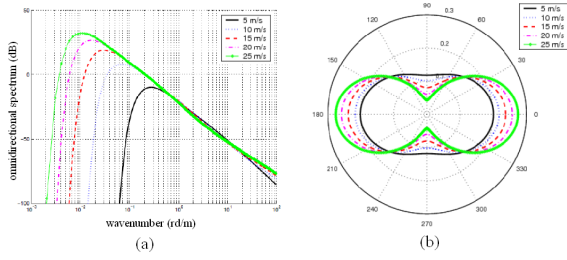 50
0
-50
-100
omnidirectional spectrum (dB)
10⁻³
10⁻²
10⁻¹
10⁰
10¹
10²
wavenumber (rd/m)
5 m/s
10 m/s
15 m/s
20 m/s
25 m/s
(a)
90
0.3
120
60
0.2
150
30
0.1
180
0
210
330
240
300
270
5 m/s
10 m/s
15 m/s
20 m/s
25 m/s
(b)